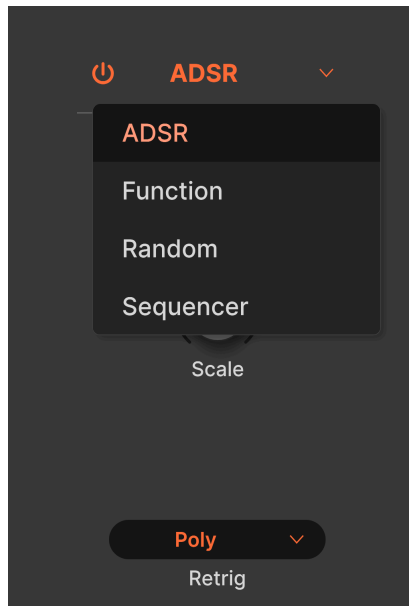 ADSR
ADSR
Function
Random
Sequencer
Scale
Poly
Retrig